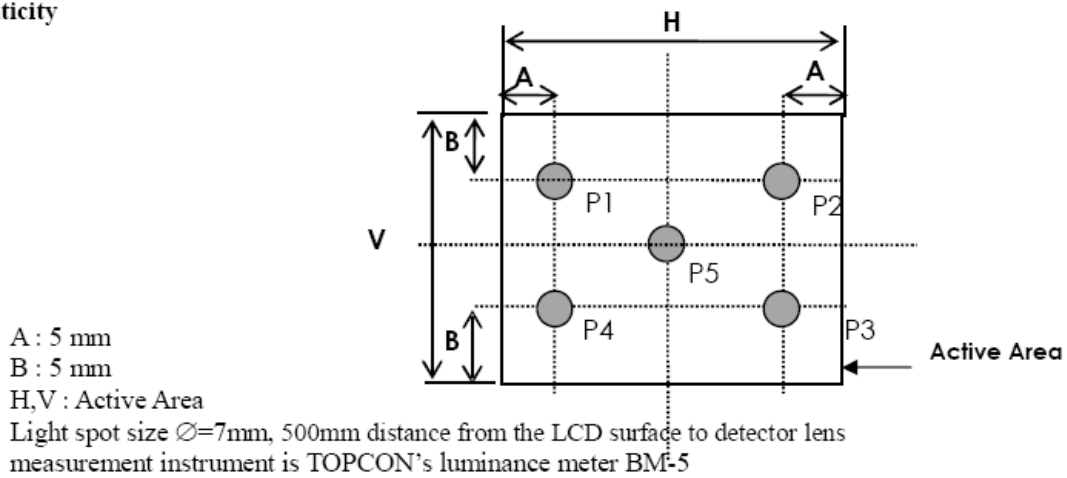 ticity
H
A
A
B
P1
P2
V
P5
B
P4
P3
Active Area
A : 5 mm
B : 5 mm
H,V : Active Area
Light spot size ∅=7mm, 500mm distance from the LCD surface to detector lens
measurement instrument is TOPCON's luminance meter BM-5